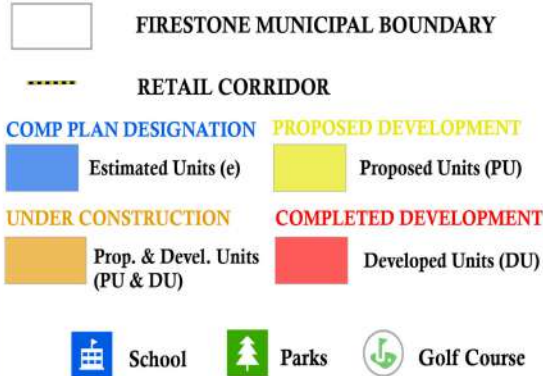 FIRESTONE MUNICIPAL BOUNDARY
RETAIL CORRIDOR
COMP PLAN DESIGNATION
PROPOSED DEVELOPMENT
Estimated Units (e)
Proposed Units (PU)
UNDER CONSTRUCTION
COMPLETED DEVELOPMENT
Prop. & Devel. Units
(PU & DU)
Developed Units (DU)
School
Parks
Golf Course